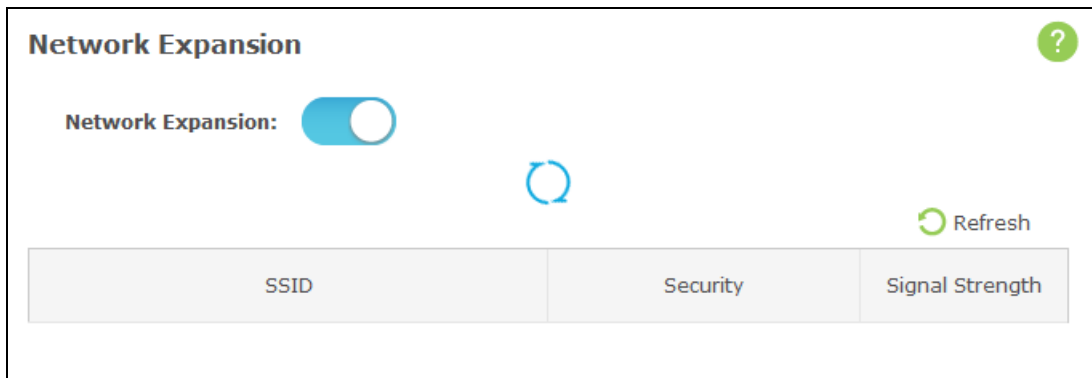 Network Expansion
?
Network Expansion:
Refresh
SSID Security Signal Strength